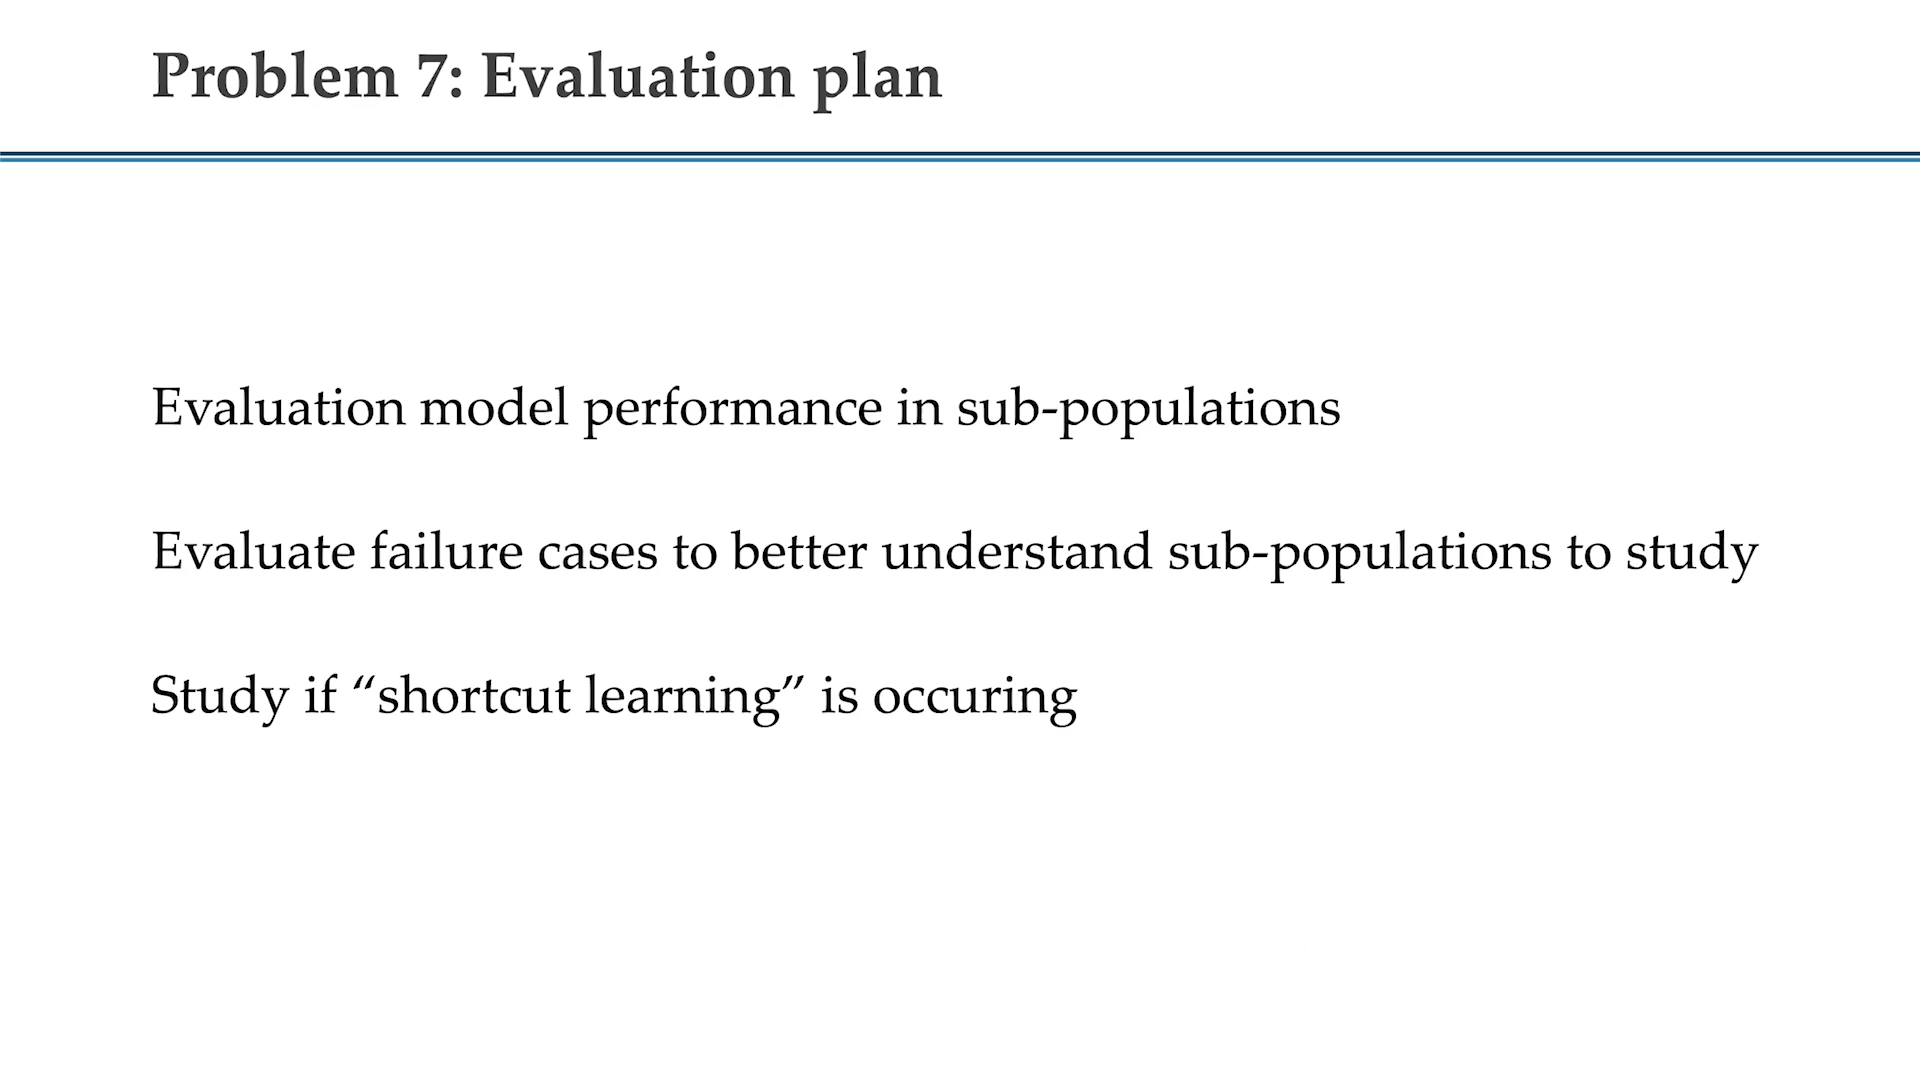 Problem 7: Evaluation plan
Evaluation model performance in sub-populations
Evaluate failure cases to better understand sub-populations to study
Study if “shortcut learning” is occuring